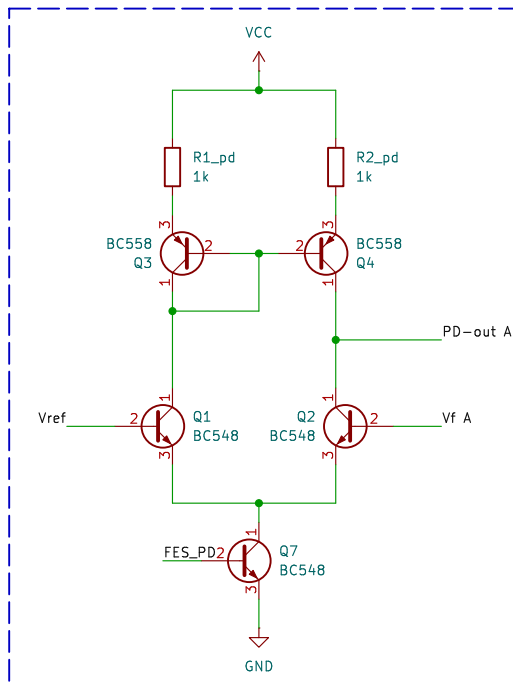 VCC
R1_pd
1k
R2_pd
1k
3
3
BC558
Q3
2
2
BC558
Q4
1
1
PD-out A
1
1
Vref
2
Q1
BC548
Q2
BC548
2
Vf A
3
3
1
FES_PD
2
Q7
BC548
3
GND